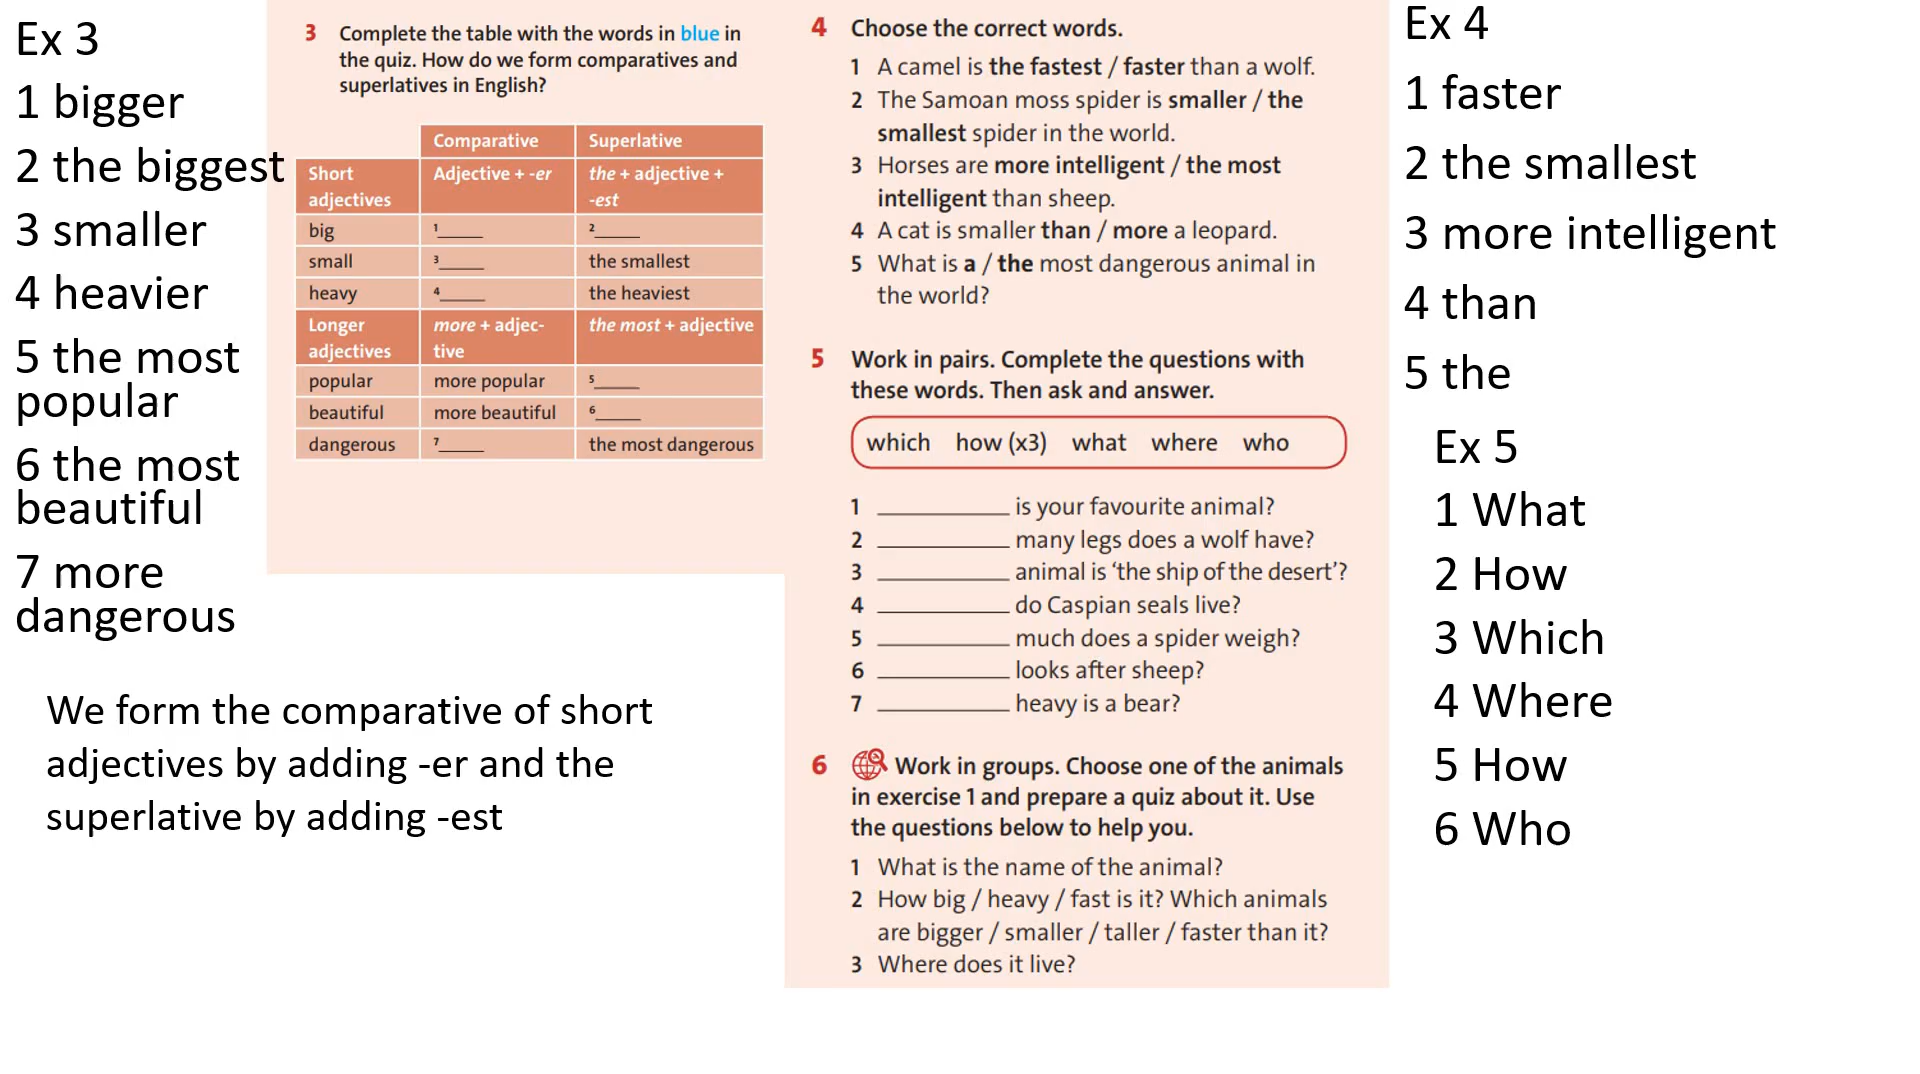 Ex 3
1 bigger
2 the biggest
3 smaller
4 heavier
5 the most
popular
6 the most
beautiful
7 more
dangerous
We form the comparative of short
adjectives by adding -er and the
superlative by adding -est
3 Complete the table with the words in blue in
the quiz. How do we form comparatives and
superlatives in English?
Comparative Superlative
Short adjectives Adjective + -er the + adjective + -est
big 1_____ 2_____
small 3_____ the smallest
heavy 4_____ the heaviest
Longer adjectives more + adjec-tive the most + adjective
popular more popular 5_____
beautiful more beautiful 6_____
dangerous 7_____ the most dangerous
4 Choose the correct words.
1 A camel is the fastest / faster than a wolf.
2 The Samoan moss spider is smaller / the
smallest spider in the world.
3 Horses are more intelligent / the most
intelligent than sheep.
4 A cat is smaller than / more a leopard.
5 What is a / the most dangerous animal in
the world?
5 Work in pairs. Complete the questions with
these words. Then ask and answer.
which how (x3) what where who
1 __________ is your favourite animal?
2 __________ many legs does a wolf have?
3 __________ animal is ‘the ship of the desert’?
4 __________ do Caspian seals live?
5 __________ much does a spider weigh?
6 __________ looks after sheep?
7 __________ heavy is a bear?
6 Work in groups. Choose one of the animals
in exercise 1 and prepare a quiz about it. Use
the questions below to help you.
1 What is the name of the animal?
2 How big / heavy / fast is it? Which animals
are bigger / smaller / taller / faster than it?
3 Where does it live?
Ex 4
1 faster
2 the smallest
3 more intelligent
4 than
5 the
Ex 5
1 What
2 How
3 Which
4 Where
5 How
6 Who